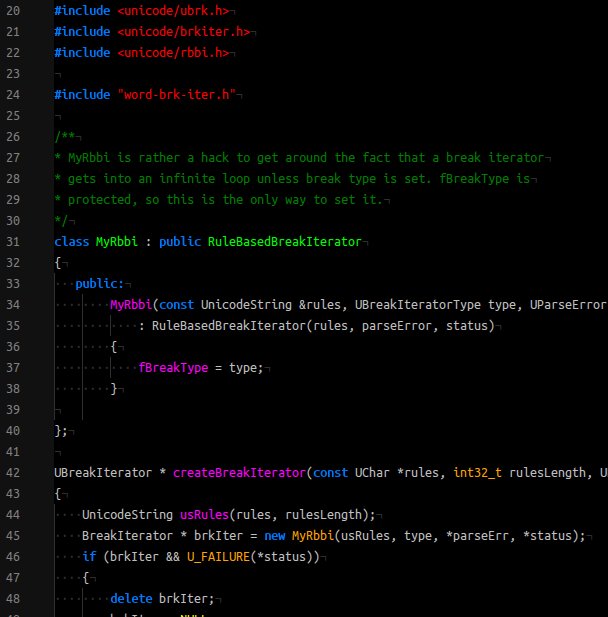 20 #include <unicode/ubrk.h>
21 #include <unicode/brkiter.h>
22 #include <unicode/rbbi.h>
23
24 #include "word-brk-iter.h"
25
26 /**
27 * MyRbbi is rather a hack to get around the fact that a break iterator
28 * gets into an infinite loop unless break type is set. fBreakType is
29 * protected, so this is the only way to set it.
30 */
31 class MyRbbi : public RuleBasedBreakIterator
32 {
33 public:
34 MyRbbi(const UnicodeString &rules, UBreakIteratorType type, UParseError
35 : RuleBasedBreakIterator(rules, parseError, status)
36 {
37 fBreakType = type;
38 }
39
40 };
41
42 UBreakIterator * createBreakIterator(const UChar *rules, int32_t rulesLength, U
43 {
44 UnicodeString usRules(rules, rulesLength);
45 BreakIterator * brkIter = new MyRbbi(usRules, type, *parseErr, *status);
46 if (brkIter && U_FAILURE(*status))
47 {
48 delete brkIter;